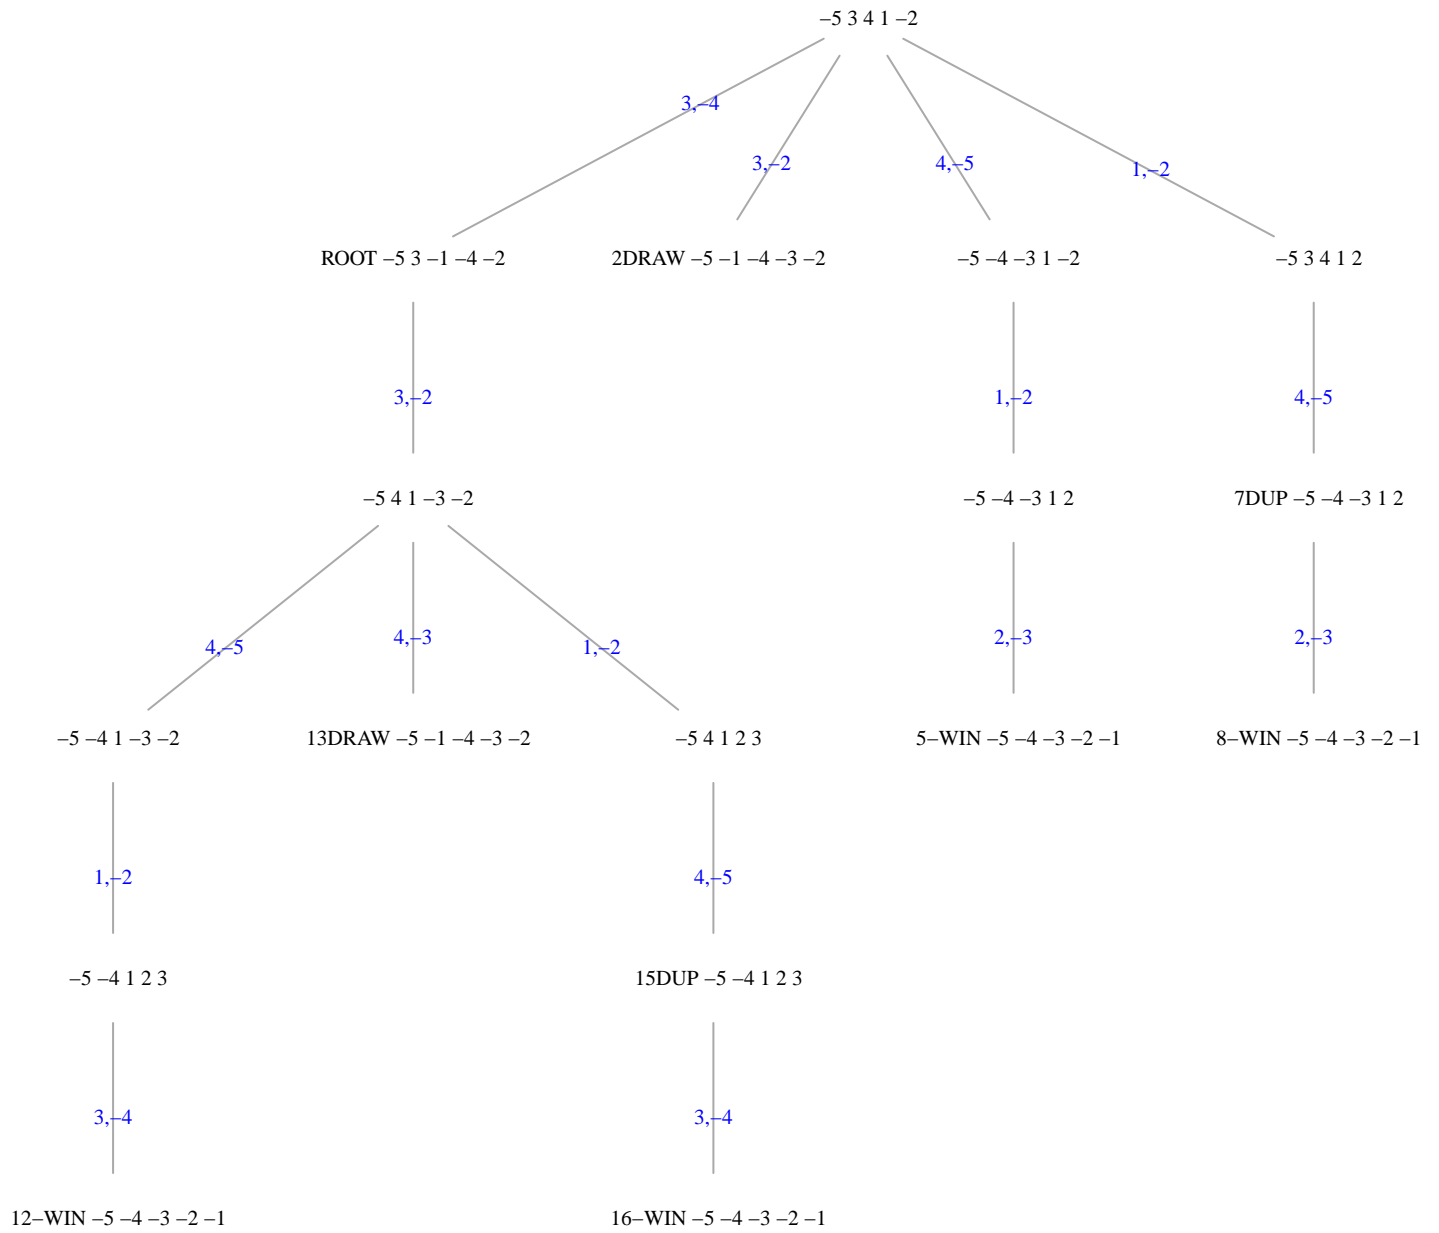 −5 3 4 1 −2
3,−4
3,−2
4,−5
1,−2
ROOT −5 3 −1 −4 −2
2DRAW −5 −1 −4 −3 −2
−5 −4 −3 1 −2
−5 3 4 1 2
3,−2
1,−2
4,−5
−5 4 1 −3 −2
−5 −4 −3 1 2
7DUP −5 −4 −3 1 2
4,−5
4,−3
1,−2
2,−3
2,−3
−5 −4 1 −3 −2
13DRAW −5 −1 −4 −3 −2
−5 4 1 2 3
5−WIN −5 −4 −3 −2 −1
8−WIN −5 −4 −3 −2 −1
1,−2
4,−5
−5 −4 1 2 3
15DUP −5 −4 1 2 3
3,−4
3,−4
12−WIN −5 −4 −3 −2 −1
16−WIN −5 −4 −3 −2 −1